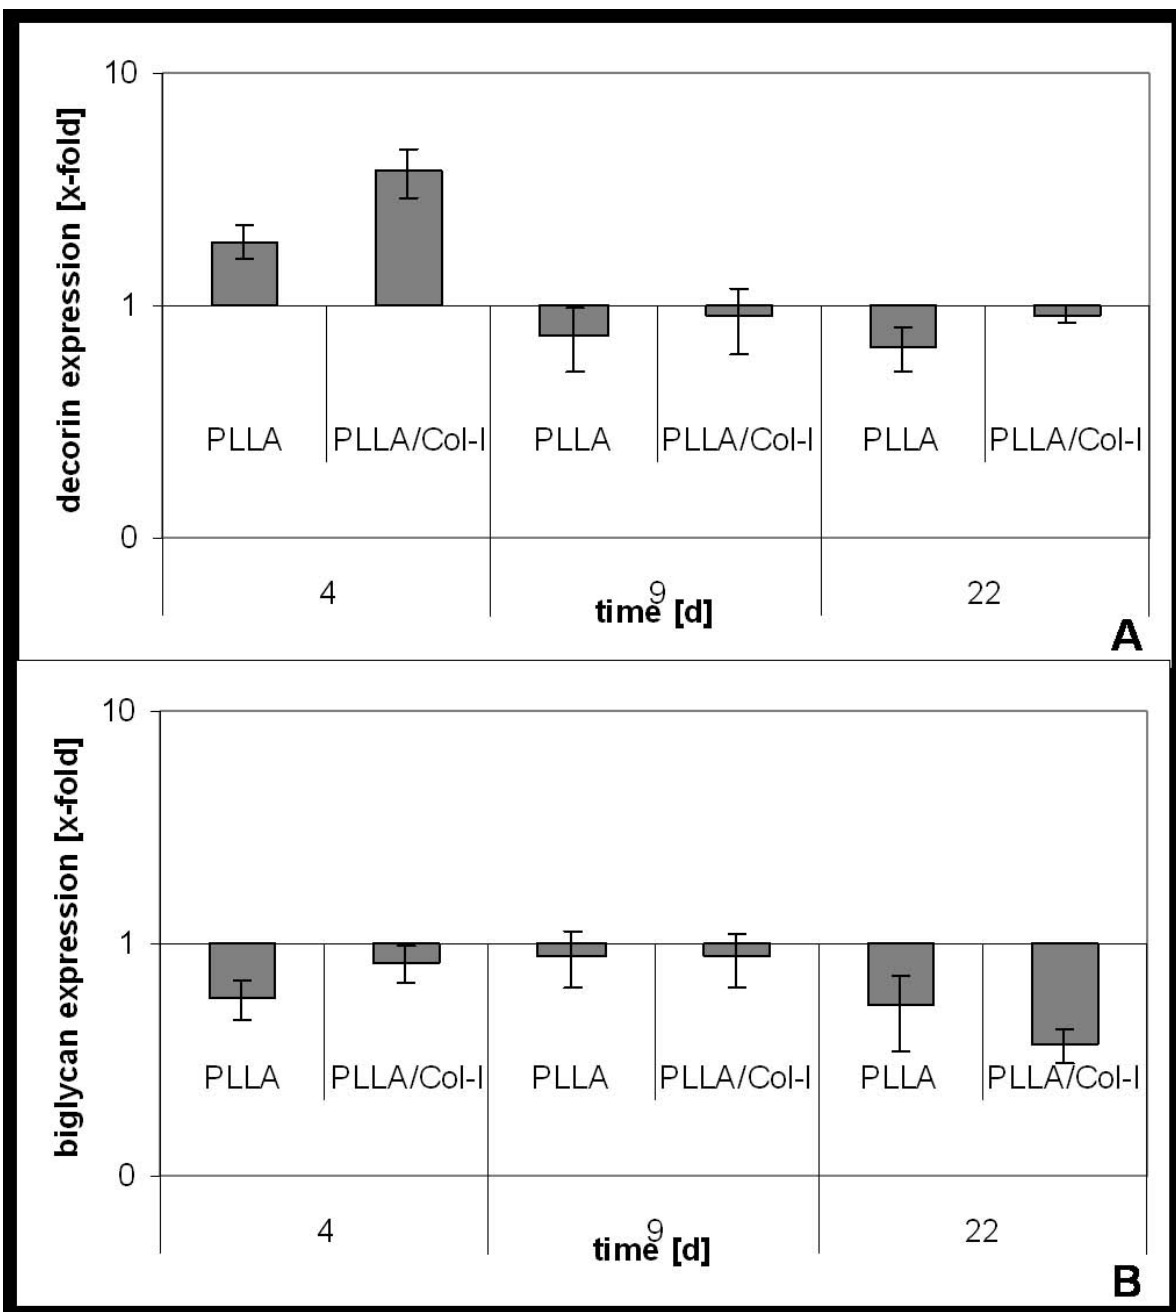 10
decorin expression [x-fold]
1
PLLA PLLA/Col-I PLLA PLLA/Col-I PLLA PLLA/Col-I
0
4 9 22
time [d]
A
10
biglycan expression [x-fold]
1
PLLA PLLA/Col-I PLLA PLLA/Col-I PLLA PLLA/Col-I
0
4 9 22
time [d]
B